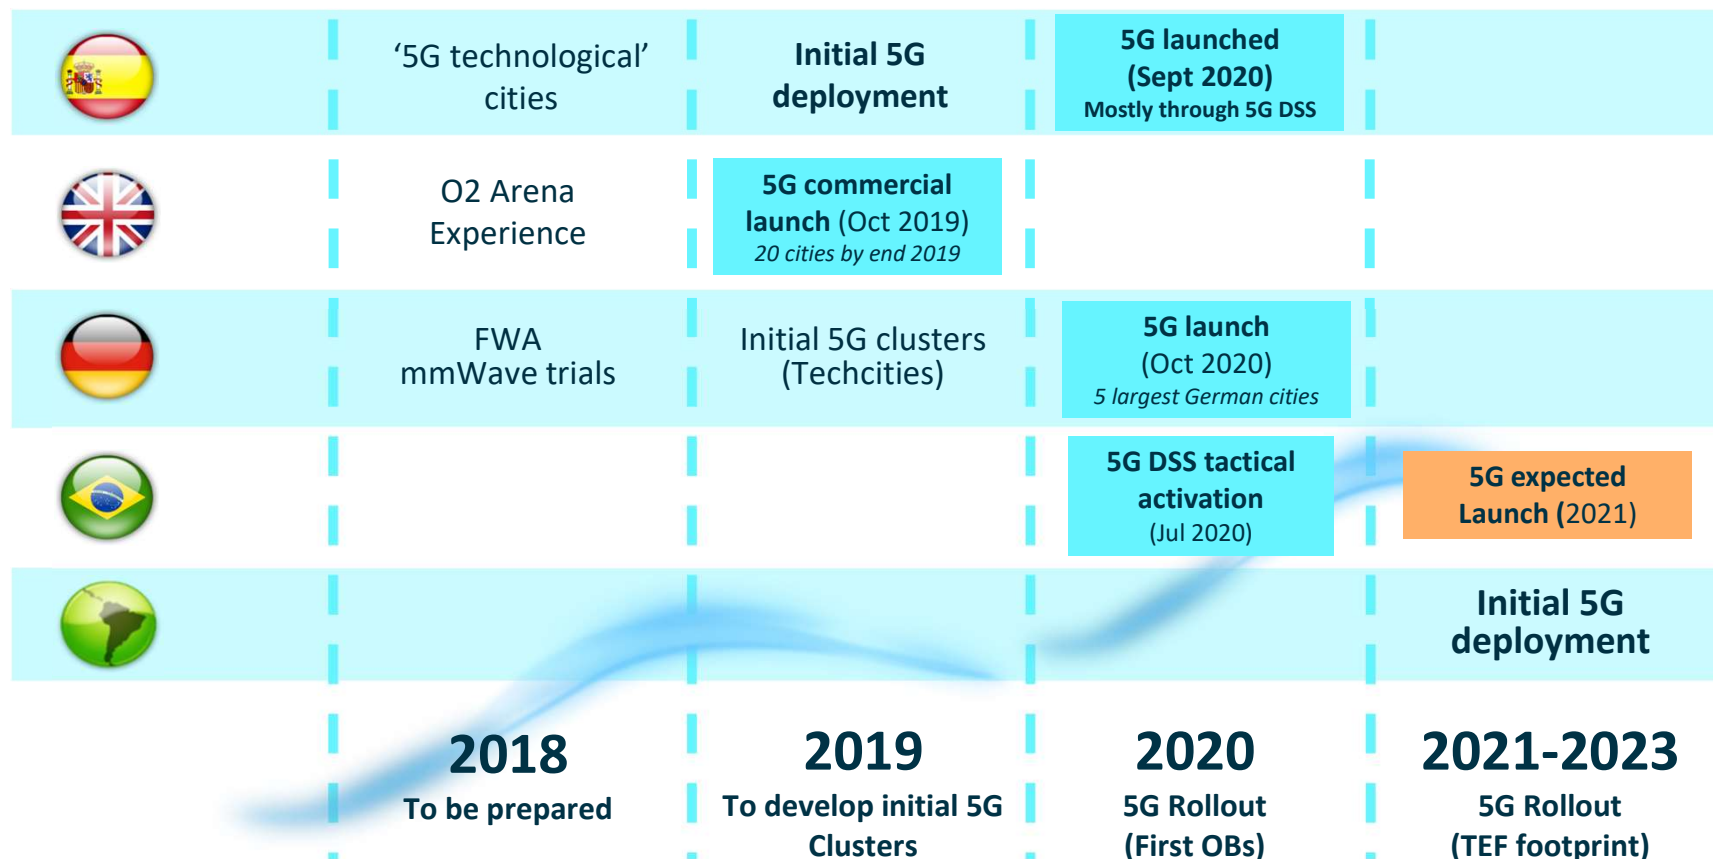 ‘5G technological’
cities
Initial 5G
deployment
5G launched
(Sept 2020)
Mostly through 5G DSS
O2 Arena
Experience
5G commercial
launch (Oct 2019)
20 cities by end 2019
FWA
mmWave trials
Initial 5G clusters
(Techcities)
5G launch
(Oct 2020)
5 largest German cities
5G DSS tactical
activation
(Jul 2020)
5G expected
Launch (2021)
Initial 5G
deployment
2018
To be prepared
2019
To develop initial 5G
Clusters
2020
5G Rollout
(First OBs)
2021-2023
5G Rollout
(TEF footprint)